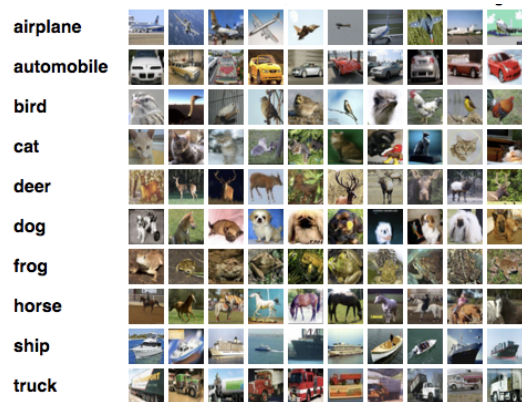 airplane
automobile
bird
cat
deer
dog
frog
horse
ship
truck